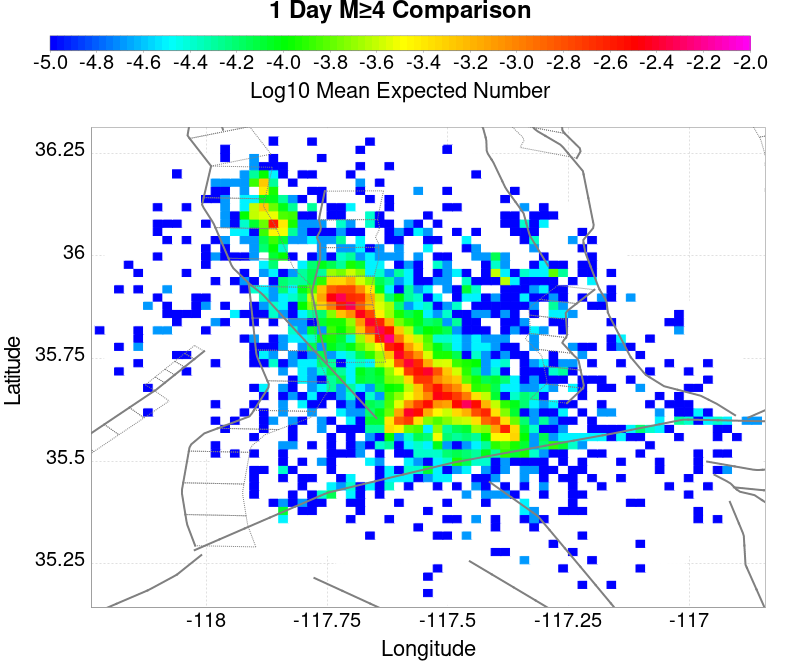 1 Day M≥4 Comparison
-5.0 -4.8 -4.6 -4.4 -4.2 -4.0 -3.8 -3.6 -3.4 -3.2 -3.0 -2.8 -2.6 -2.4 -2.2 -2.0
Log10 Mean Expected Number
36.25
36
35.75
35.5
35.25
Latitude
-118 -117.75 -117.5 -117.25 -117
Longitude